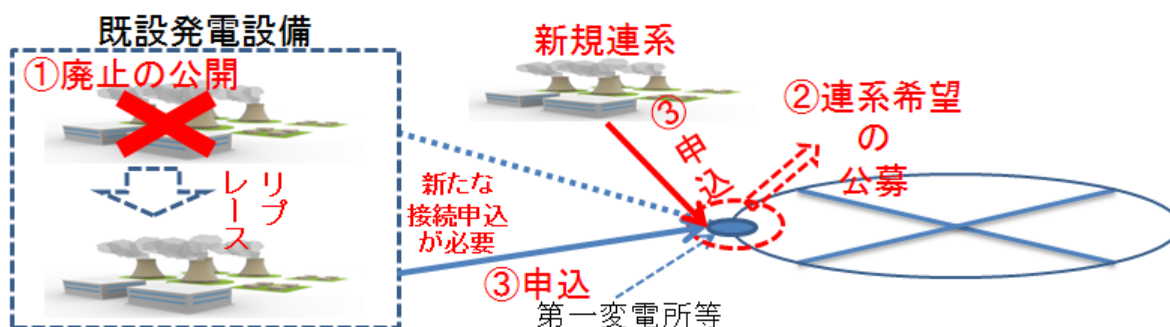 既設発電設備
①廃止の公開
リプ
レース
新たな
接続申込
が必要
③申込
新規連系
③申込
②連系希望
の
公募
第一変電所等